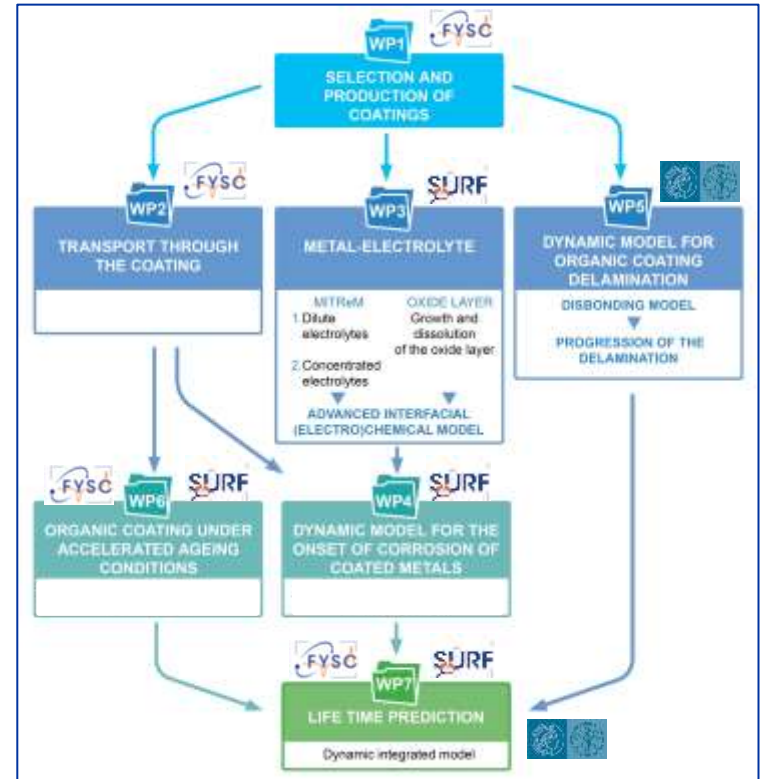 WP1
FYSC
SELECTION AND
PRODUCTION OF
COATINGS
WP2
FYSC
TRANSPORT THROUGH
THE COATING
WP3
SURF
METAL-ELECTROLYTE
MITReM
1. Dilute
electrolytes
2. Concentrated
electrolytes
OXIDE LAYER
Growth and
dissolution
of the oxide layer
ADVANCED INTERFACIAL
(ELECTRO)CHEMICAL MODEL
WP5
DYNAMIC MODEL FOR
ORGANIC COATING
DELAMINATION
DISBONDING MODEL
PROGRESSION OF THE
DELAMINATION
FYSC
WP6
SURF
ORGANIC COATING UNDER
ACCELERATED AGEING
CONDITIONS
WP4
SURF
DYNAMIC MODEL FOR THE
ONSET OF CORROSION OF
COATED METALS
FYSC
WP7
SURF
LIFE TIME PREDICTION
Dynamic integrated model